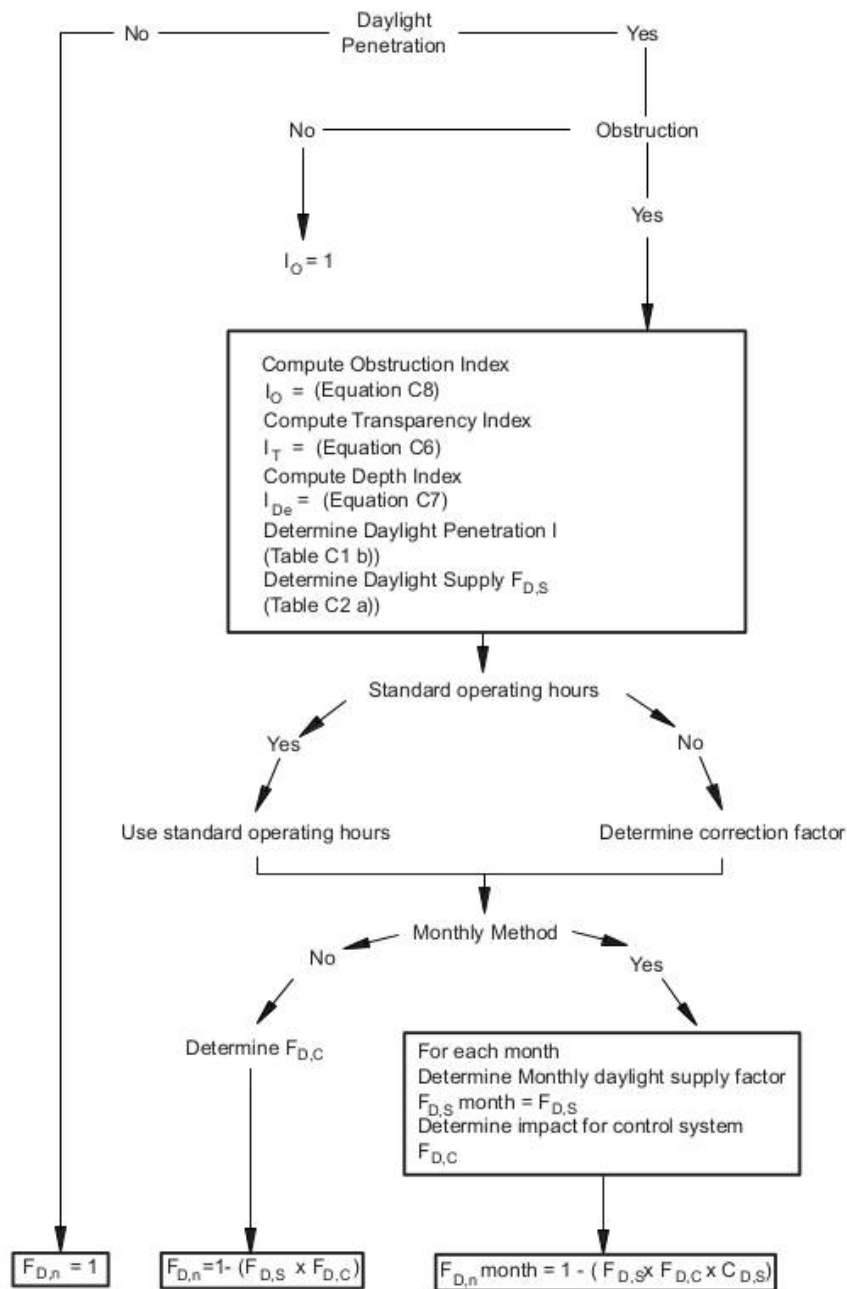 Daylight
Penetration
No
Yes
No
Obstruction
Yes
I_O = 1
Compute Obstruction Index
I_O = (Equation C8)
Compute Transparency Index
I_T = (Equation C6)
Compute Depth Index
I_De = (Equation C7)
Determine Daylight Penetration I
(Table C1 b))
Determine Daylight Supply F_D,S
(Table C2 a))
Standard operating hours
Yes
No
Use standard operating hours
Determine correction factor
Monthly Method
No
Yes
Determine F_D,C
For each month
Determine Monthly daylight supply factor
F_D,S month = F_D,S
Determine impact for control system
F_D,C
F_D,n = 1
F_D,n =1- (F_D,S x F_D,C)
F_D,n month = 1 - ( F_D,S x F_D,C x C_D,S)